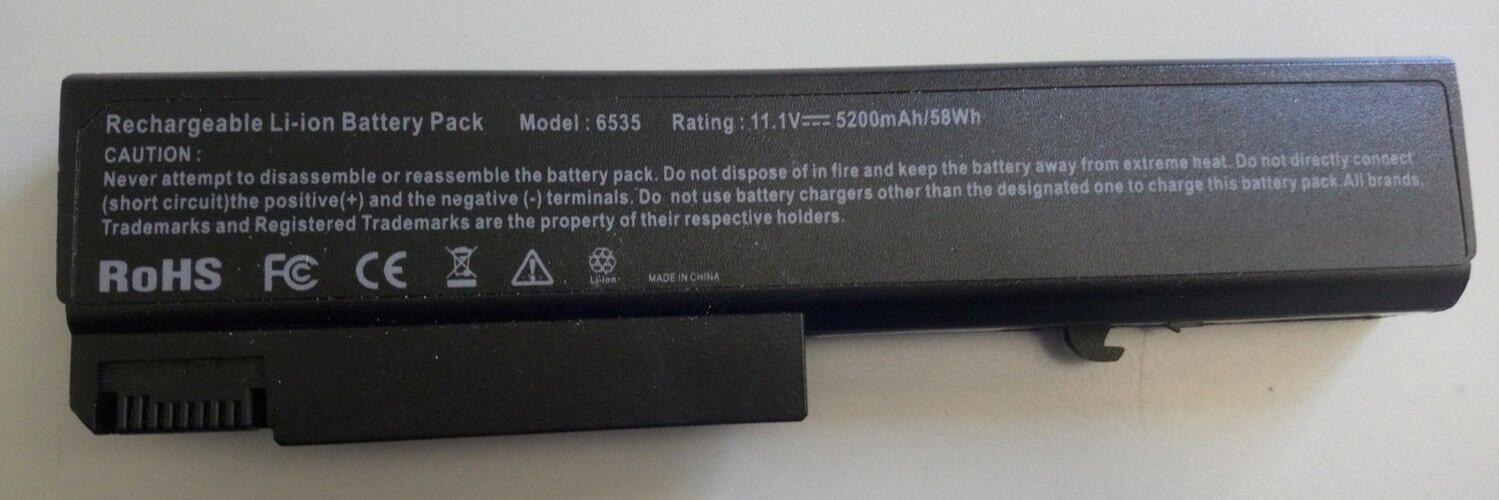 Rechargeable Li-ion Battery Pack Model : 6535 Rating : 11.1V⎓ 5200mAh/58Wh
CAUTION :
Never attempt to disassemble or reassemble the battery pack. Do not dispose of in fire and keep the battery away from extreme heat. Do not directly connect
(short circuit)the positive(+) and the negative (-) terminals. Do not use battery chargers other than the designated one to charge this battery pack.All brands,
Trademarks and Registered Trademarks are the property of their respective holders.
RoHS FC CE Li-ion MADE IN CHINA